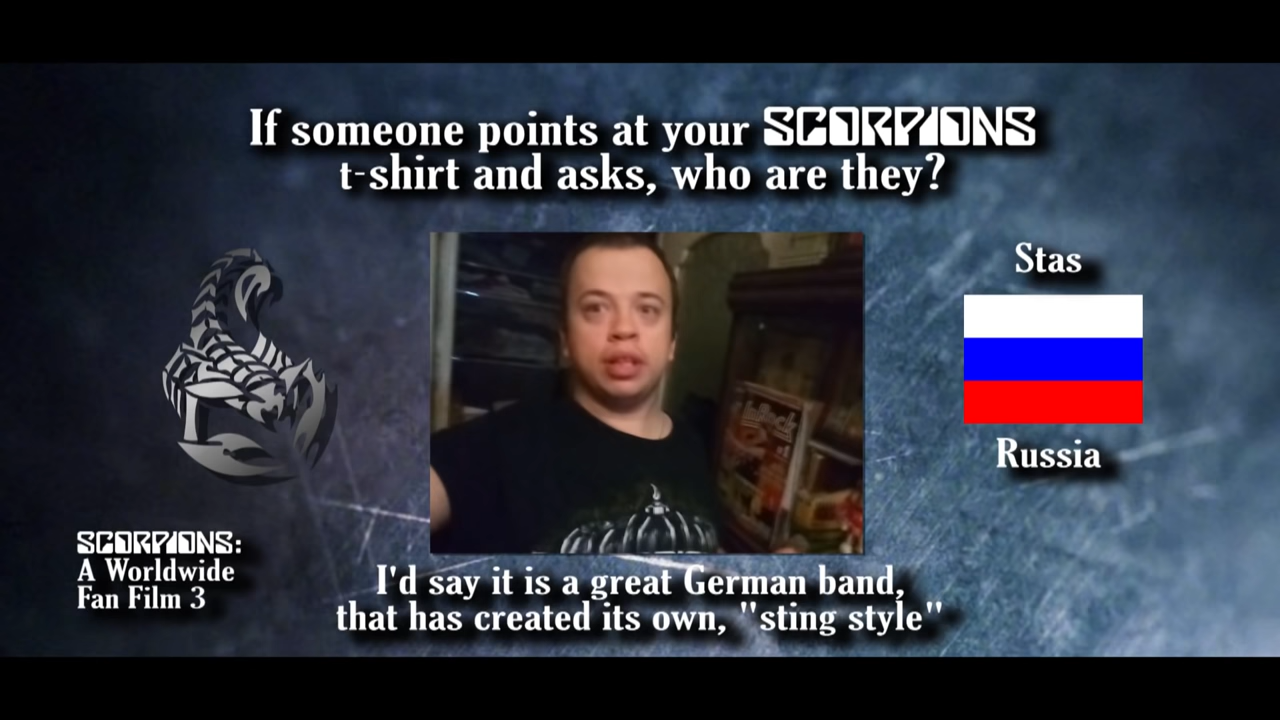 If someone points at your SCORPIONS
t-shirt and asks, who are they?
Stas
Russia
SCORPIONS:
A Worldwide
Fan Film 3
I'd say it is a great German band,
that has created its own, "sting style"